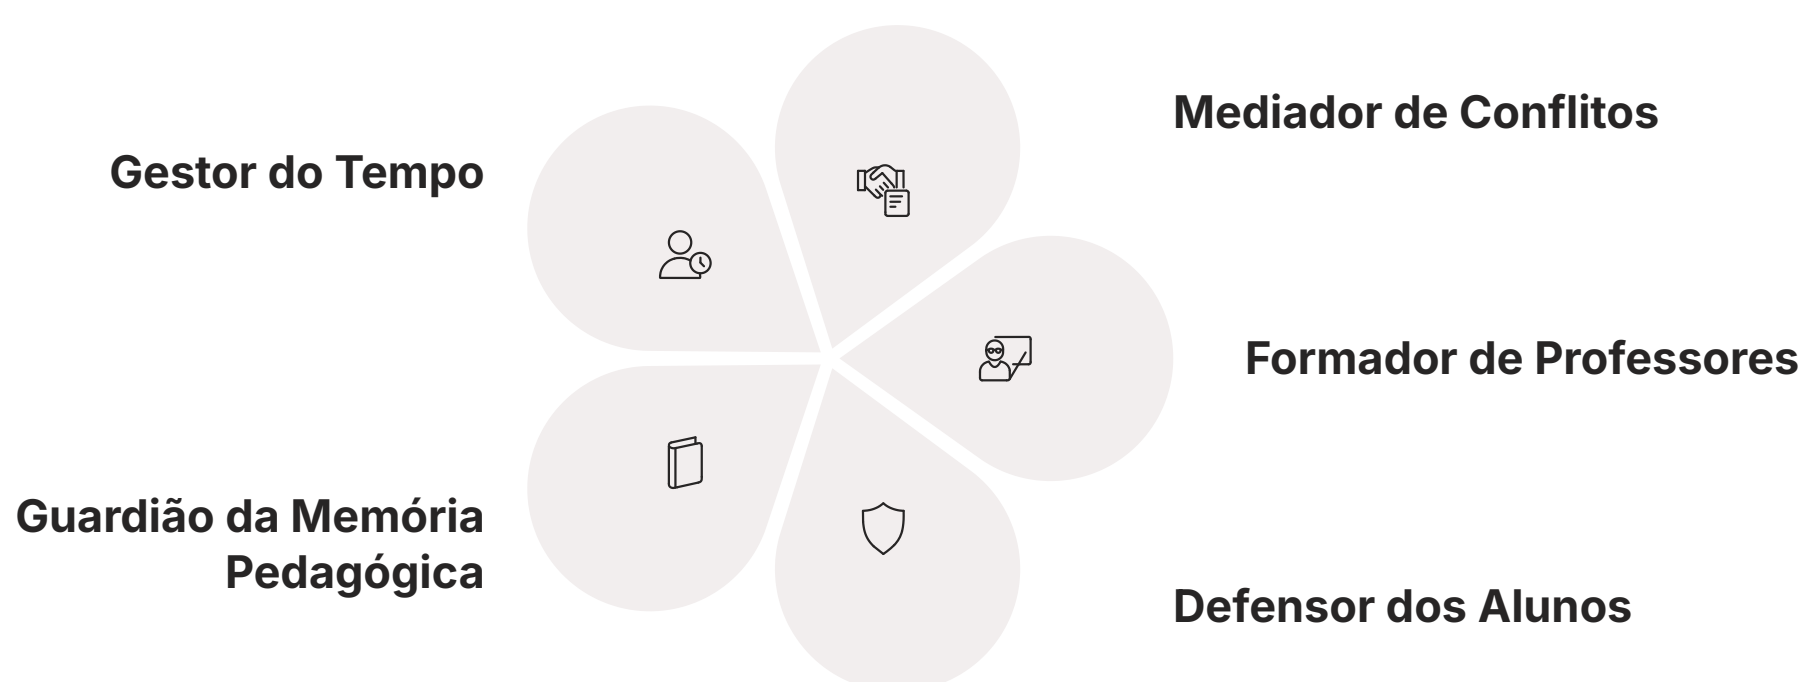 Mediador de Conflitos
Gestor do Tempo
Formador de Professores
Guardião da Memória
Pedagógica
Defensor dos Alunos